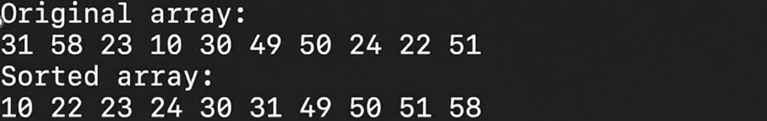 Original array:
31 58 23 10 30 49 50 24 22 51
Sorted array:
10 22 23 24 30 31 49 50 51 58